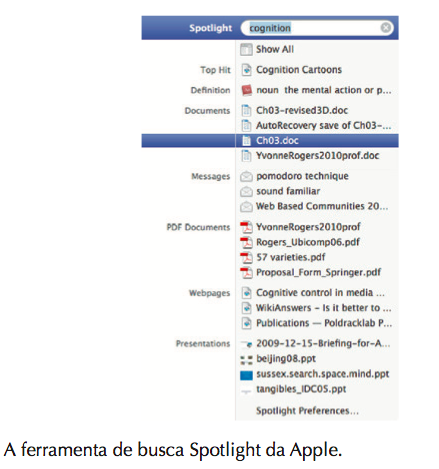 Spotlight cognition
Show All
Top Hit Cognition Cartoons
Definition noun the mental action or p...
Documents Ch03-revised3D.doc
AutoRecovery save of Ch03-...
Ch03.doc
YvonneRogers2010prof.doc
Messages pomodoro technique
sound familiar
Web Based Communities 20...
PDF Documents YvonneRogers2010prof
Rogers_Ubicomp06.pdf
57 varieties.pdf
Proposal_Form_Springer.pdf
Webpages Cognitive control in media ...
WikiAnswers - Is it better to ...
Publications — Poldracklab P...
Presentations 2009-12-15-Briefing-for-A...
beijing08.ppt
sussex.search.space.mind.ppt
tangibles_IDC05.ppt
Spotlight Preferences...
A ferramenta de busca Spotlight da Apple.